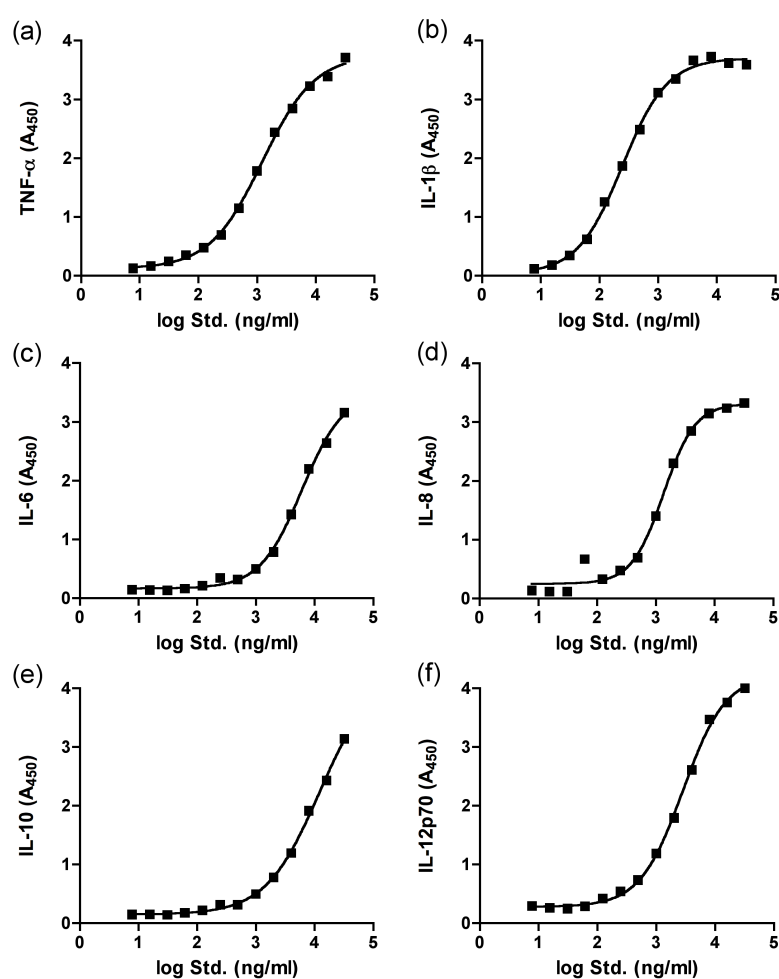 (a)
TNF-α (A450)
4
3
2
1
0
0 1 2 3 4 5
log Std. (ng/ml)
(b)
IL-1β (A450)
4
3
2
1
0
0 1 2 3 4 5
log Std. (ng/ml)
(c)
IL-6 (A450)
4
3
2
1
0
0 1 2 3 4 5
log Std. (ng/ml)
(d)
IL-8 (A450)
4
3
2
1
0
0 1 2 3 4 5
log Std. (ng/ml)
(e)
IL-10 (A450)
4
3
2
1
0
0 1 2 3 4 5
log Std. (ng/ml)
(f)
IL-12p70 (A450)
4
3
2
1
0
0 1 2 3 4 5
log Std. (ng/ml)